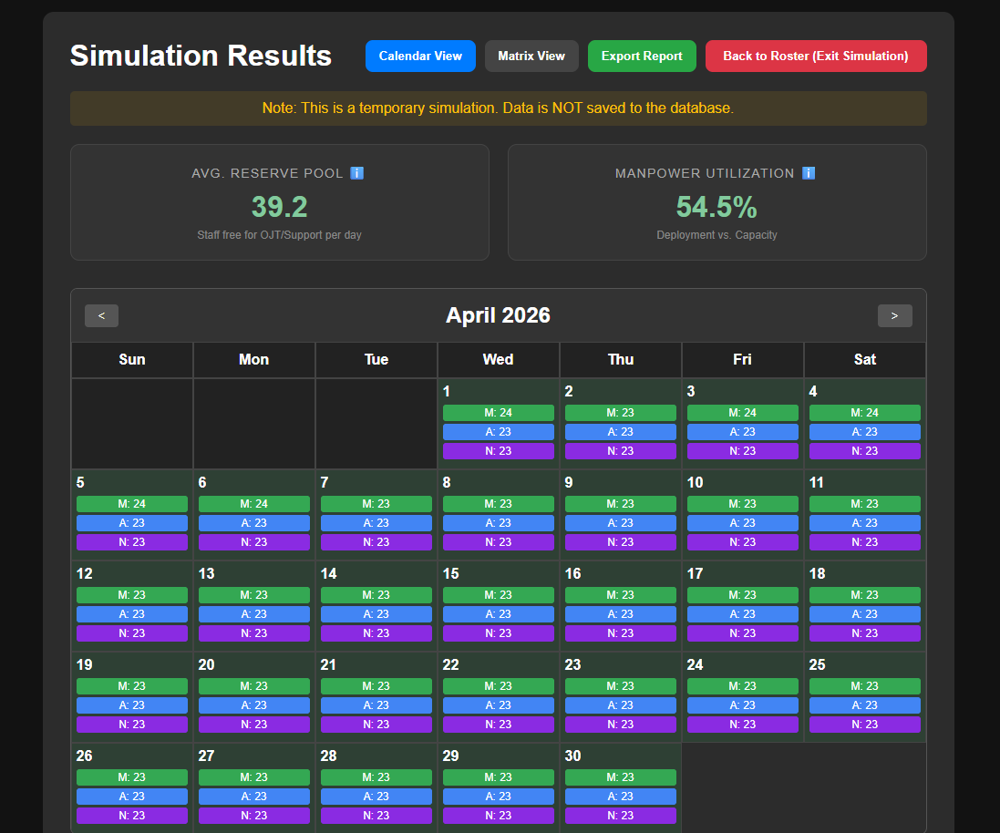 Simulation Results
Calendar View
Matrix View
Export Report
Back to Roster (Exit Simulation)
Note: This is a temporary simulation. Data is NOT saved to the database.
AVG. RESERVE POOL ℹ
39.2
Staff free for OJT/Support per day
MANPOWER UTILIZATION ℹ
54.5%
Deployment vs. Capacity
<
April 2026
>
Sun Mon Tue Wed Thu Fri Sat
1 2 3 4
M: 24 M: 23 M: 24 M: 24
A: 23 A: 23 A: 23 A: 23
N: 23 N: 23 N: 23 N: 23
5 6 7 8 9 10 11
M: 24 M: 24 M: 23 M: 23 M: 23 M: 23 M: 23
A: 23 A: 23 A: 23 A: 23 A: 23 A: 23 A: 23
N: 23 N: 23 N: 23 N: 23 N: 23 N: 23 N: 23
12 13 14 15 16 17 18
M: 23 M: 23 M: 23 M: 23 M: 23 M: 23 M: 23
A: 23 A: 23 A: 23 A: 23 A: 23 A: 23 A: 23
N: 23 N: 23 N: 23 N: 23 N: 23 N: 23 N: 23
19 20 21 22 23 24 25
M: 23 M: 23 M: 23 M: 23 M: 23 M: 23 M: 23
A: 23 A: 23 A: 23 A: 23 A: 23 A: 23 A: 23
N: 23 N: 23 N: 23 N: 23 N: 23 N: 23 N: 23
26 27 28 29 30
M: 23 M: 23 M: 23 M: 23 M: 23
A: 23 A: 23 A: 23 A: 23 A: 23
N: 23 N: 23 N: 23 N: 23 N: 23